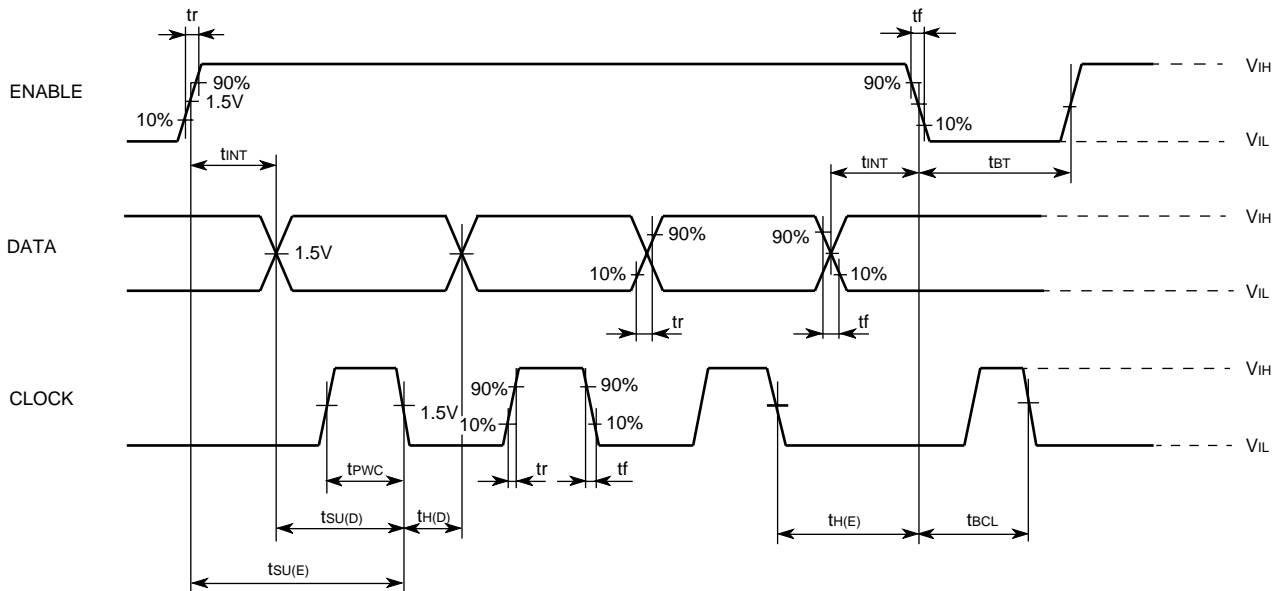 tr
tf
ENABLE
90%
1.5V
10%
90%
10%
VIH
VIL
tINT
tINT
tBT
DATA
1.5V
90%
10%
90%
10%
VIH
VIL
tr
tf
CLOCK
1.5V
90%
10%
90%
10%
VIH
VIL
tPWC
tr
tf
tSU(D)
tH(D)
tH(E)
tBCL
tSU(E)